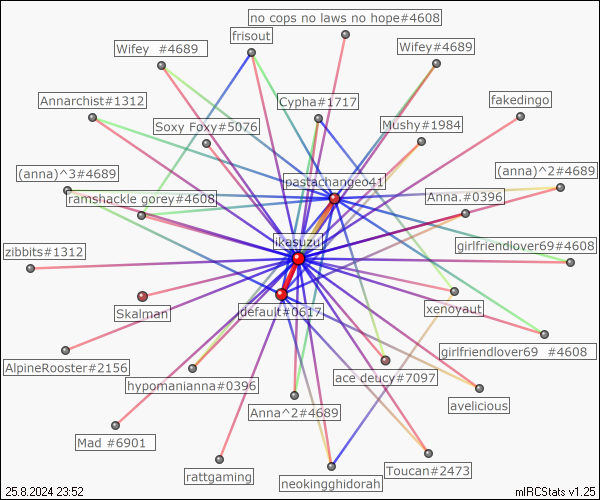 no cops no laws no hope#4608
frisout
Wifey  #4689
Wifey#4689
Annarchist#1312
Cypha#1717
fakedingo
Soxy Foxy#5076
Mushy#1984
(anna)^3#4689
pastachangeo41
(anna)^2#4689
ramshackle gorey#4608
Anna.#0396
ikasuzu
girlfriendlover69#4608
zibbits#1312
Skalman
default#0617
xenoyaut
girlfriendlover69  #4608
AlpineRooster#2156
hypomanianna#0396
ace deucy#7097
avelicious
Anna^2#4689
Mad #6901
rattgaming
neokingghidorah
Toucan#2473
25.8.2024 23:52
mIRCStats v1.25